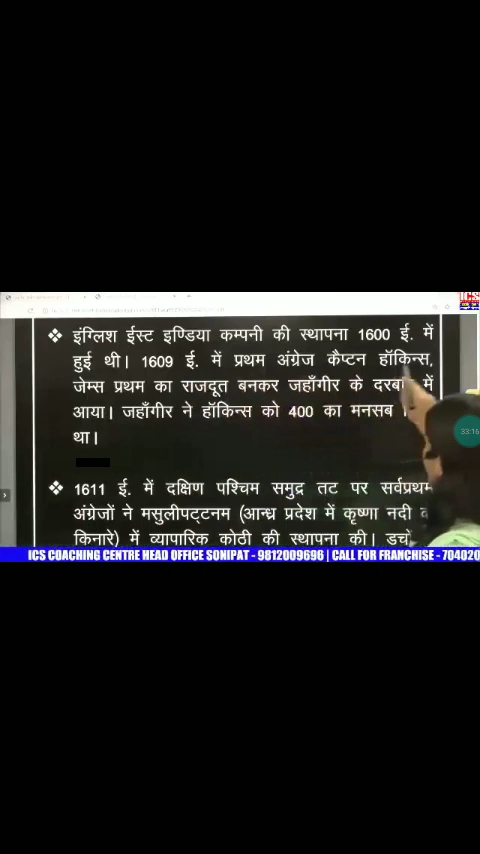 ICS
❖ इंग्लिश ईस्ट इण्डिया कम्पनी की स्थापना 1600 ई. में
हुई थी। 1609 ई. में प्रथम अंग्रेज कैप्टन हॉकिन्स,
जेम्स प्रथम का राजदूत बनकर जहाँगीर के में
आया। जहाँगीर ने हॉकिन्स को 400 का मनसब
था।
33:16
❖ 1611 ई. में दक्षिण पश्चिम समुद्र तट पर सर्वप्रथम
अंग्रेजों ने मसुलीपट्टनम (आन्ध्र प्रदेश में कृष्णा नदी
किनारे) में व्यापारिक कोठी की स्थापना की।
ICS COACHING CENTRE HEAD OFFICE SONIPAT - 9812009696 | CALL FOR FRANCHISE - 704020